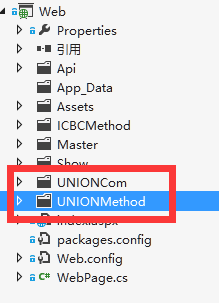 Web
Properties
引用
Api
App_Data
Assets
ICBCMethod
Master
Show
UNIONCom
UNIONMethod
Index.aspx
packages.config
Web.config
C# WebPage.cs